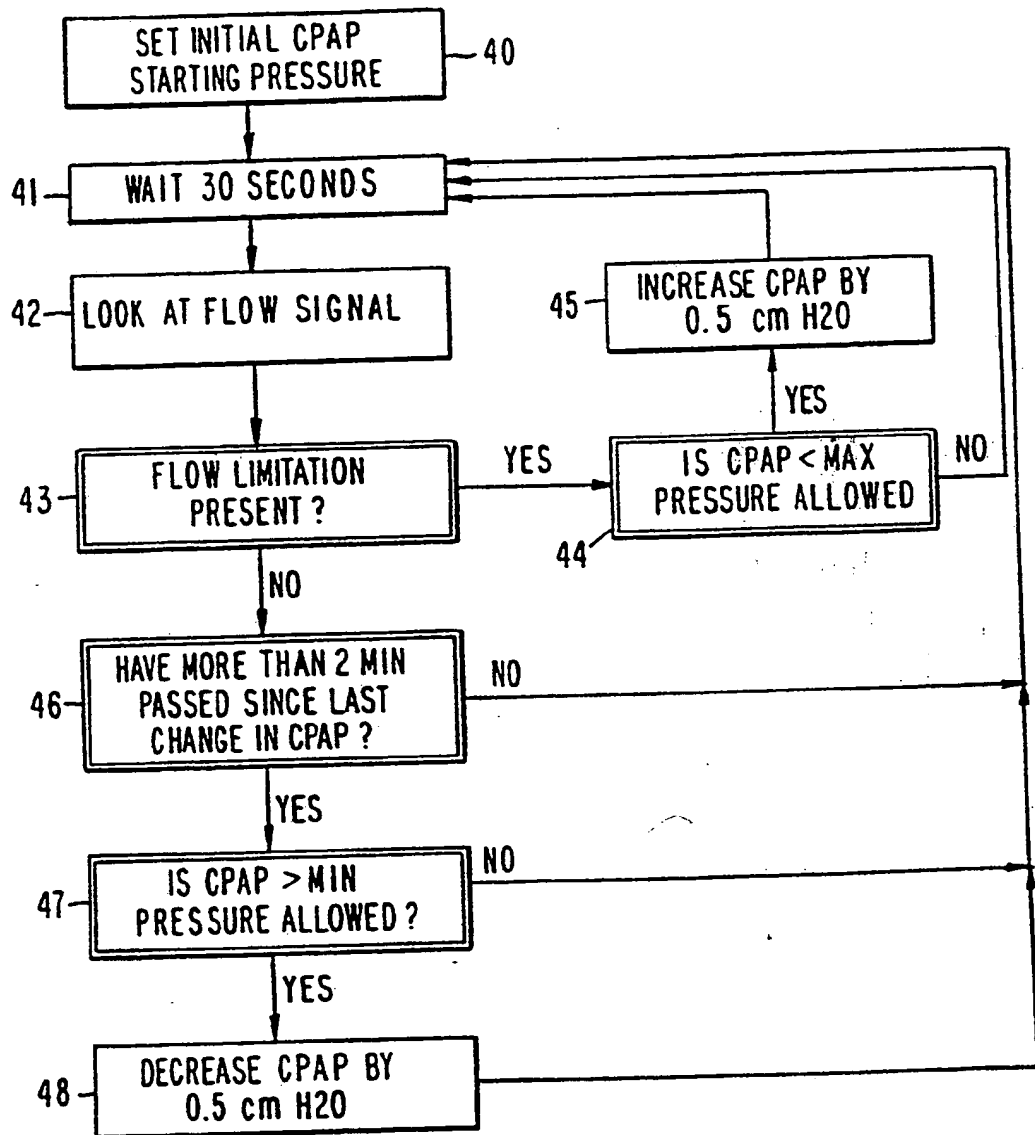 SET INITIAL CPAP
STARTING PRESSURE
40
41
WAIT 30 SECONDS
42
LOOK AT FLOW SIGNAL
45
INCREASE CPAP BY
0.5 cm H2O
YES
43
FLOW LIMITATION
PRESENT ?
YES
IS CPAP < MAX
PRESSURE ALLOWED
NO
44
NO
46
HAVE MORE THAN 2 MIN
PASSED SINCE LAST
CHANGE IN CPAP ?
NO
YES
47
IS CPAP > MIN
PRESSURE ALLOWED ?
NO
YES
48
DECREASE CPAP BY
0.5 cm H2O